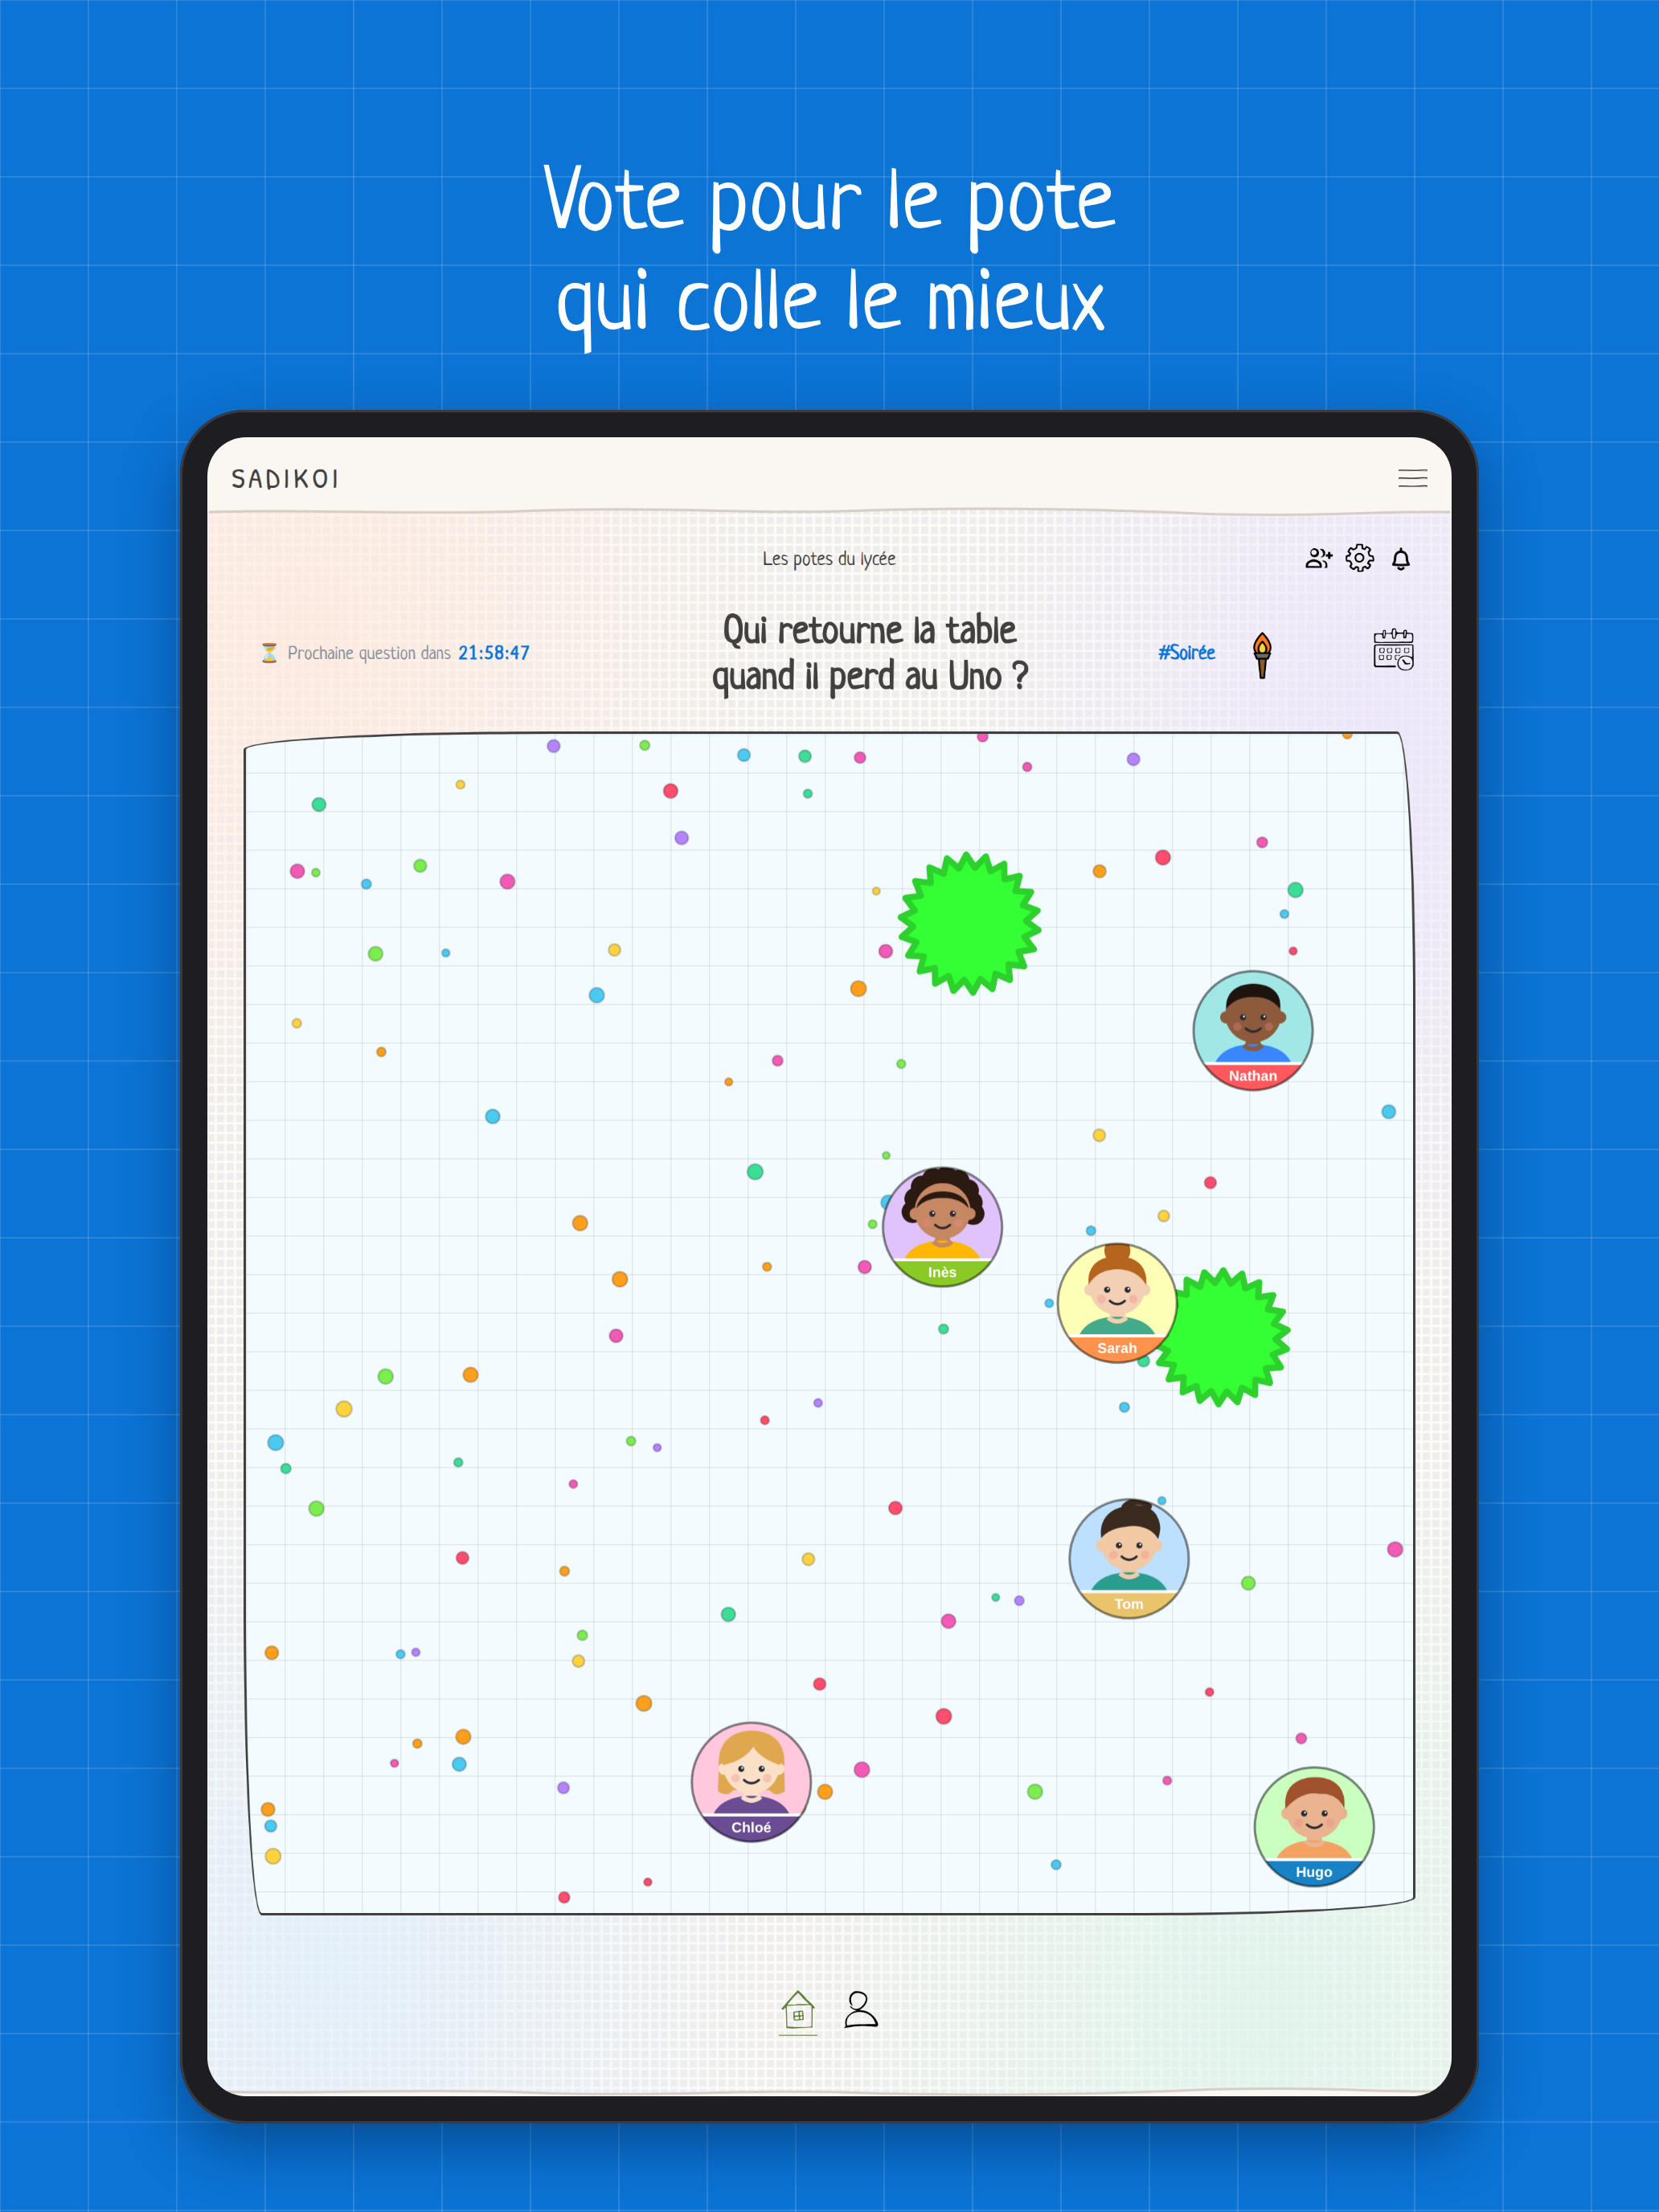 Vote pour le pote
qui colle le mieux
SADIKOI
Les potes du lycée
⏳ Prochaine question dans 21:58:47
Qui retourne la table
quand il perd au Uno ?
#Soirée
Nathan
Inès
Sarah
Tom
Chloé
Hugo